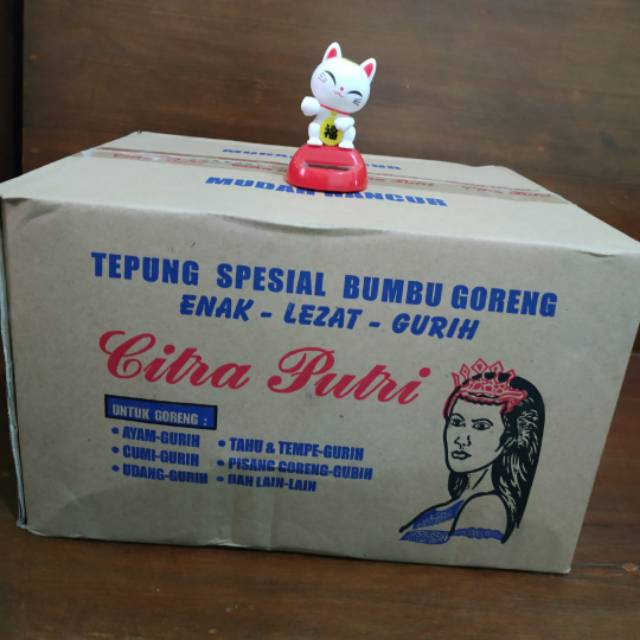 MUDAH HANCUR
TEPUNG SPESIAL BUMBU GORENG
ENAK - LEZAT - GURIH
Citra Putri
UNTUK GORENG :
• AYAM-GURIH
• CUMI-GURIH
• UDANG-GURIH
• TAHU & TEMPE-GURIH
• PISANG GORENG-GURIH
• DAN LAIN-LAIN